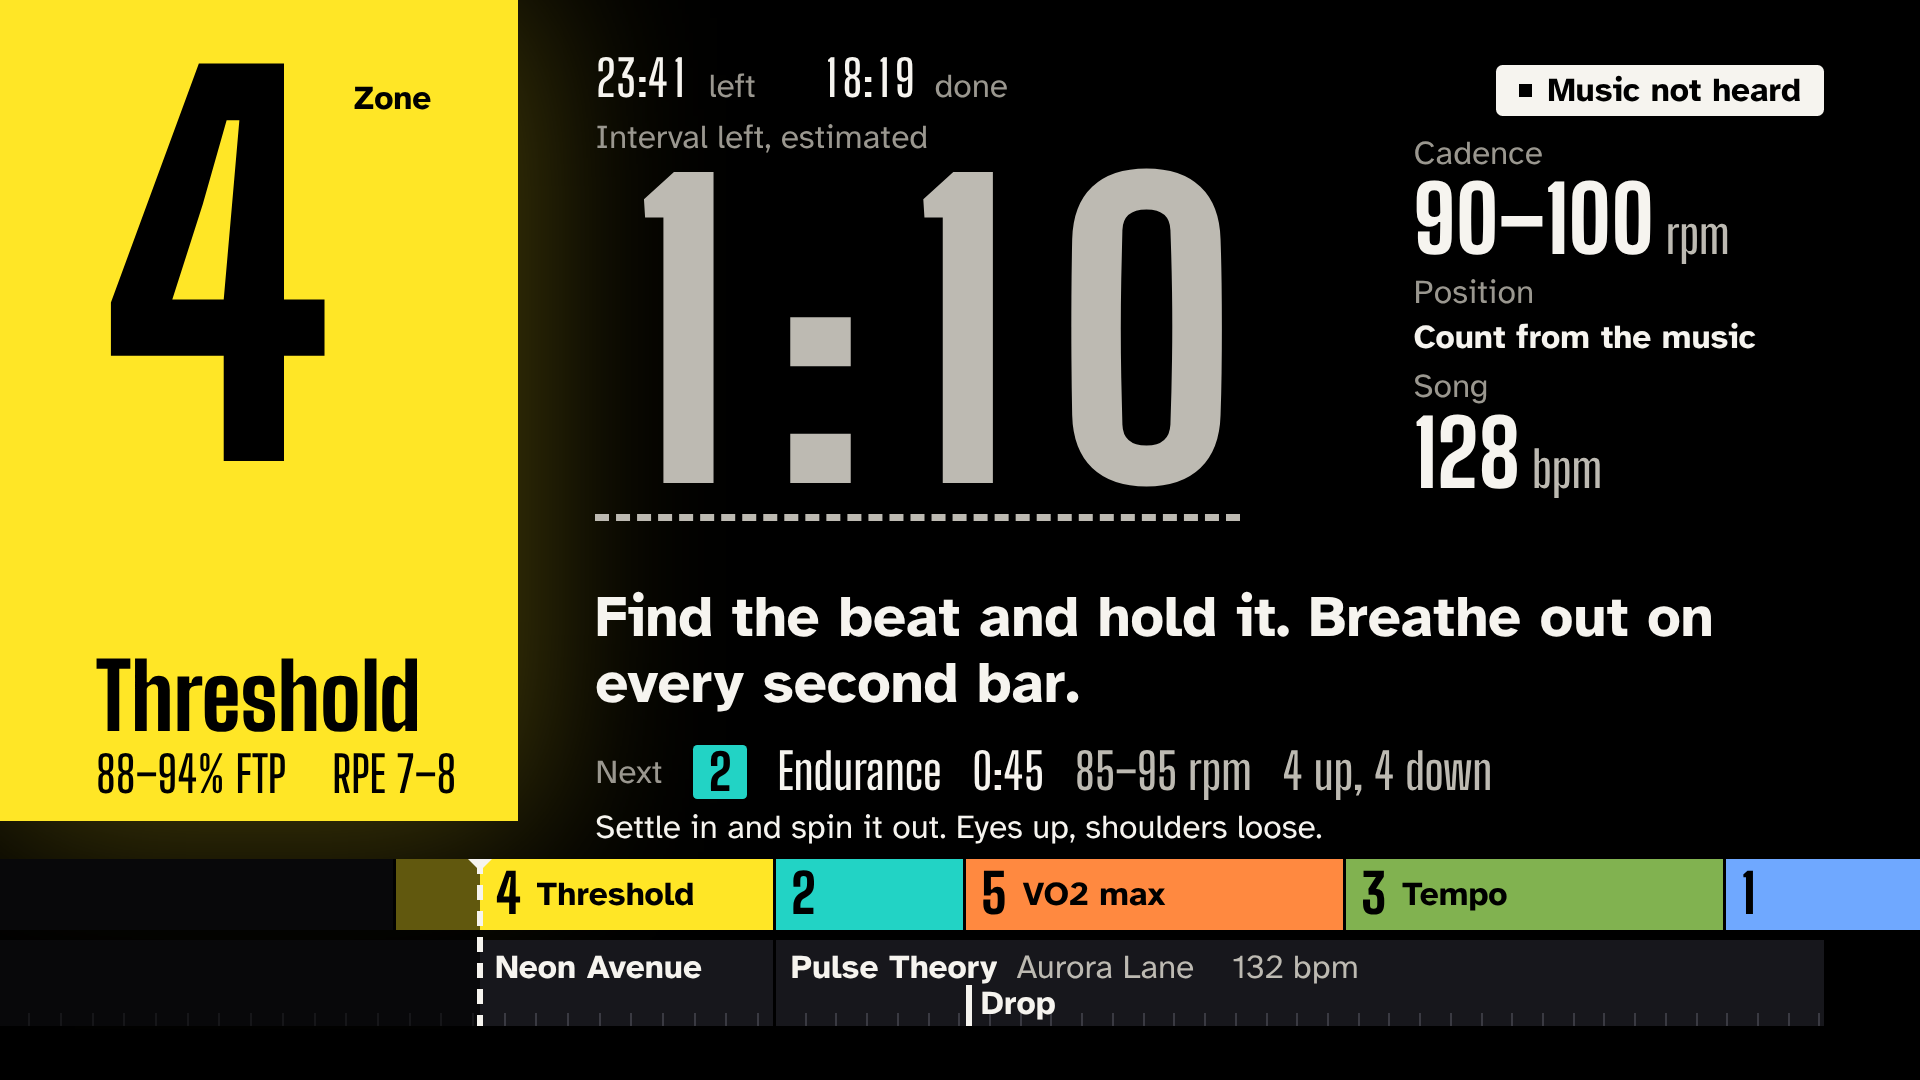 4 Zone
Threshold
88–94% FTP RPE 7–8
23:41 left 18:19 done
Interval left, estimated
1:10
Music not heard
Cadence
90–100 rpm
Position
Count from the music
Song
128 bpm
Find the beat and hold it. Breathe out on
every second bar.
Next 2 Endurance 0:45 85–95 rpm 4 up, 4 down
Settle in and spin it out. Eyes up, shoulders loose.
4 Threshold 2 5 VO2 max 3 Tempo 1
Neon Avenue Pulse Theory Aurora Lane 132 bpm
Drop